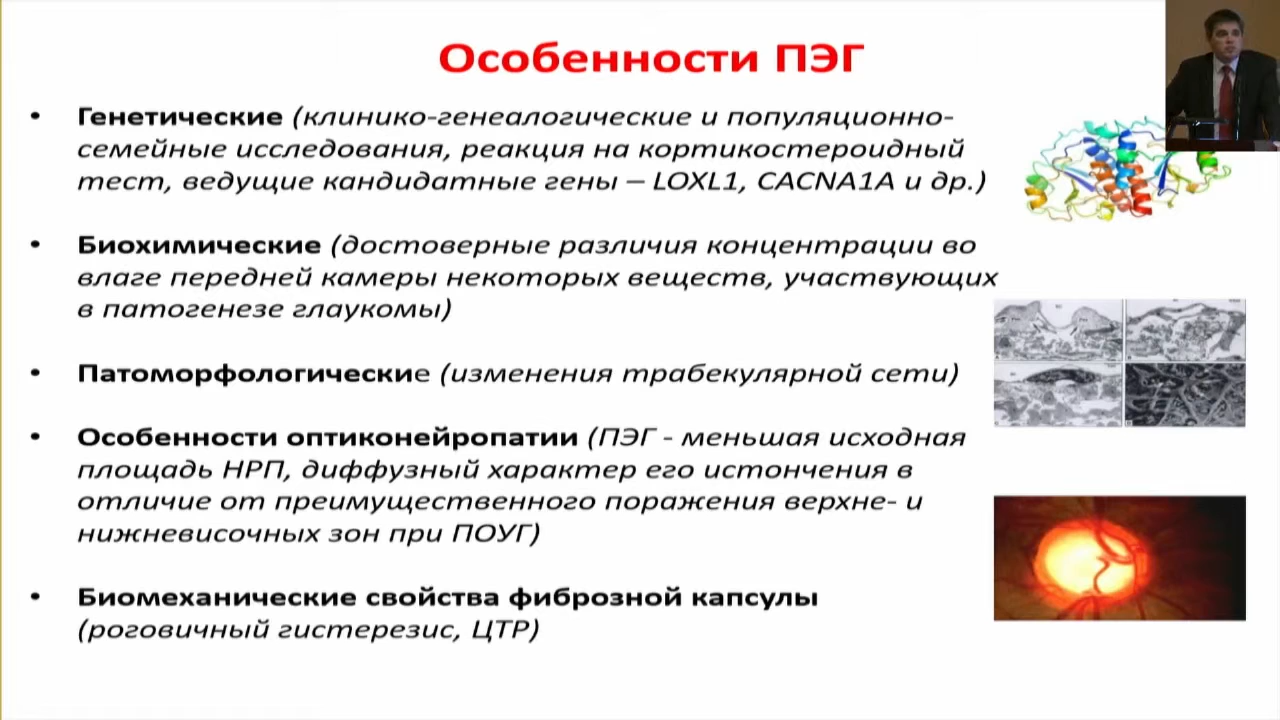 Особенности ПЭГ
• Генетические (клинико-генеалогические и популяционно-
семейные исследования, реакция на кортикостероидный
тест, ведущие кандидатные гены – LOXL1, CACNA1A и др.)
• Биохимические (достоверные различия концентрации во
влаге передней камеры некоторых веществ, участвующих
в патогенезе глаукомы)
• Патоморфологические (изменения трабекулярной сети)
• Особенности оптиконейропатии (ПЭГ - меньшая исходная
площадь НРП, диффузный характер его истончения в
отличие от преимущественного поражения верхне- и
нижневисочных зон при ПОУГ)
• Биомеханические свойства фиброзной капсулы
(роговичный гистерезис, ЦТР)